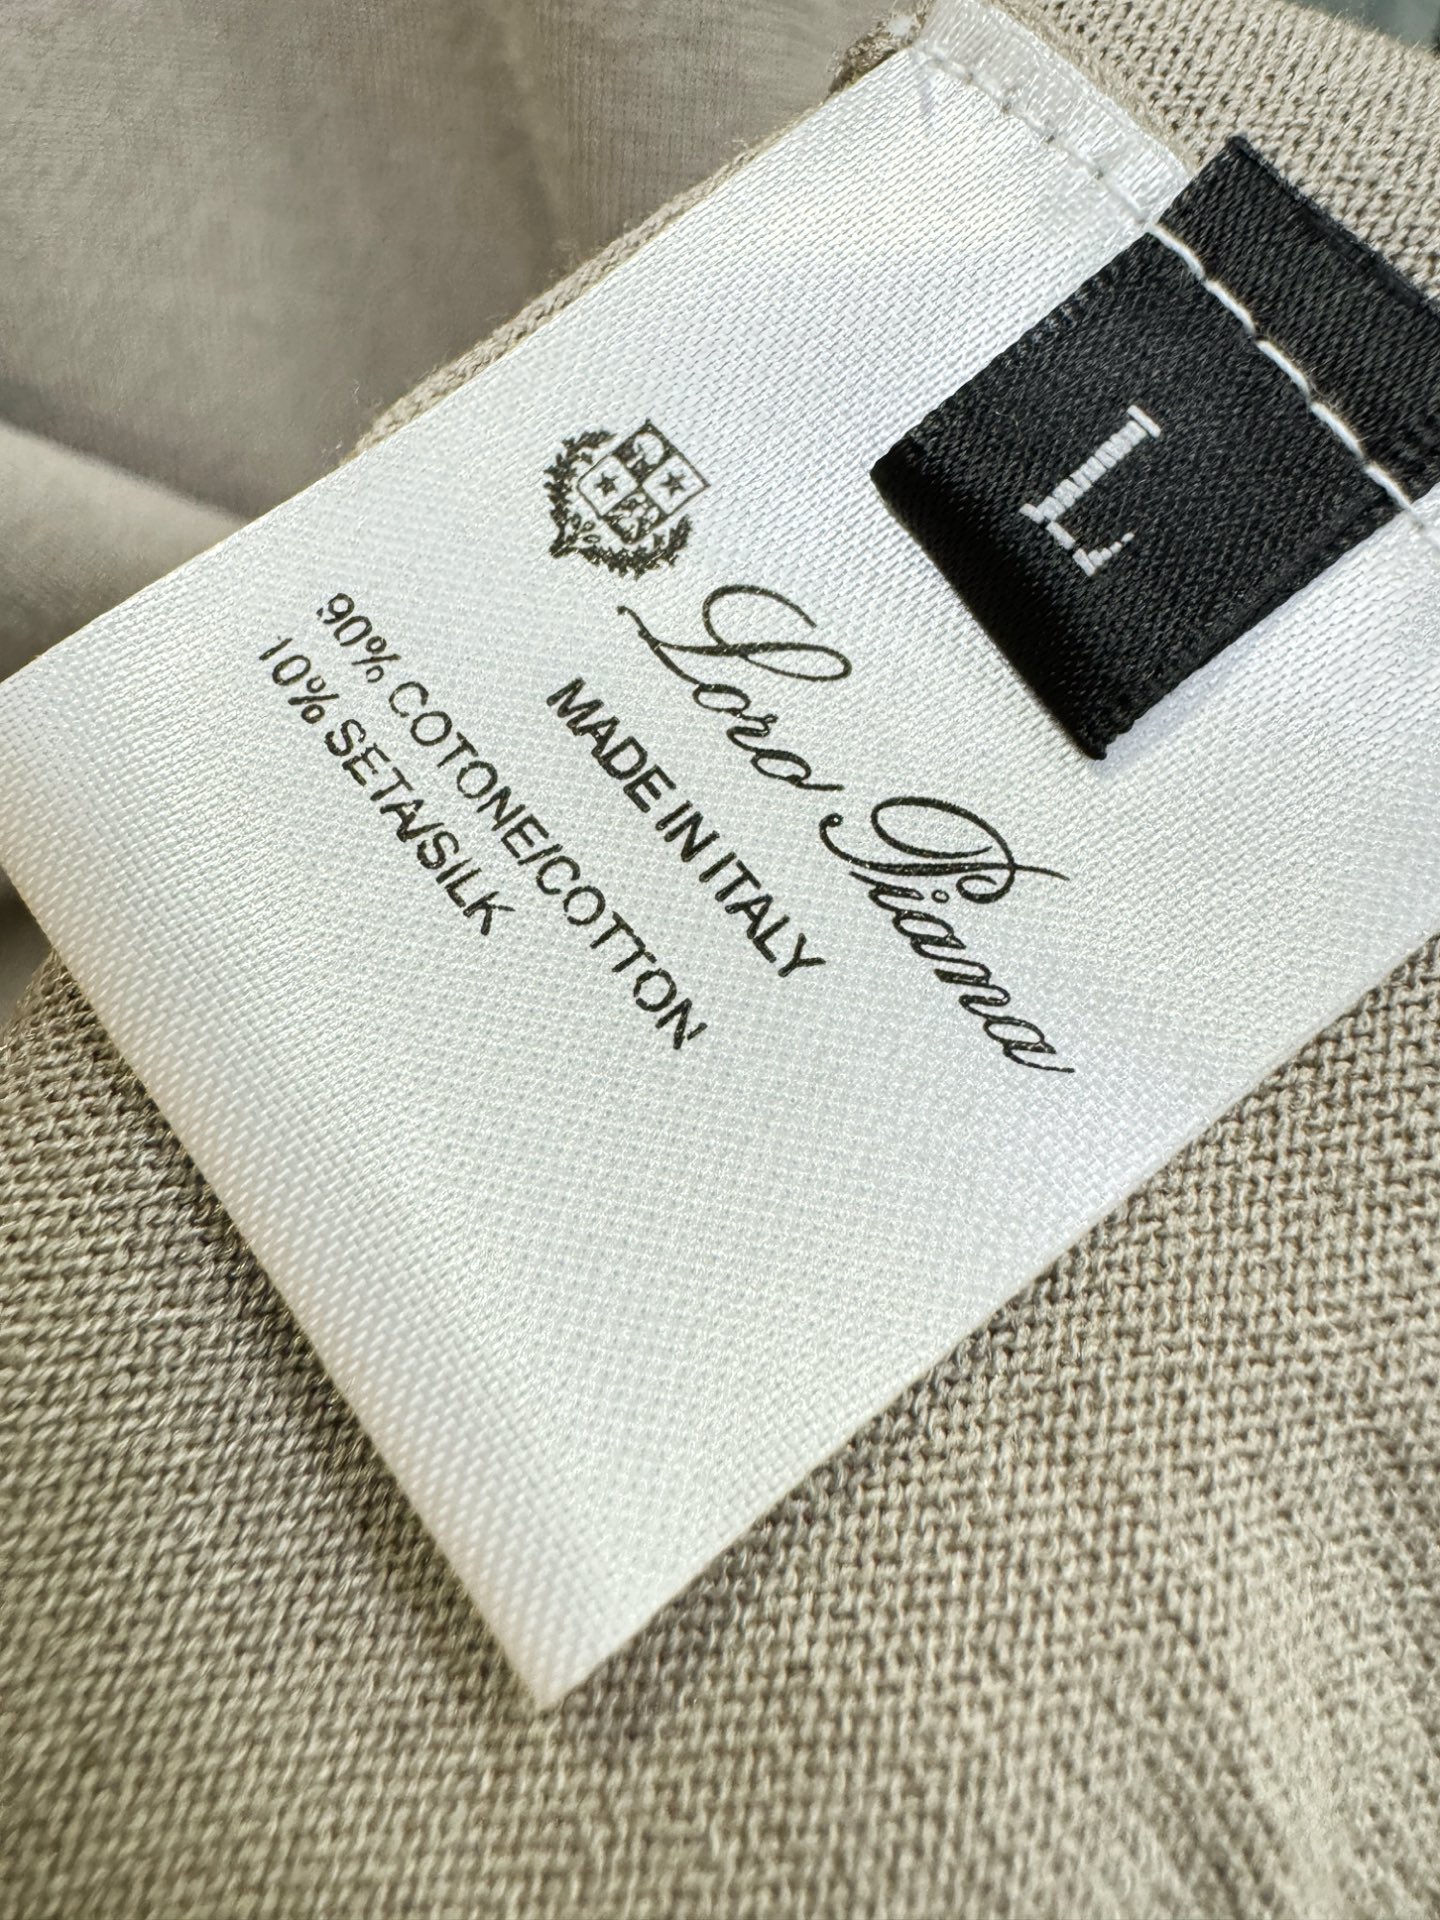 L
Loro Piana
MADE IN ITALY
90% COTONE/COTTON
10% SETA/SILK